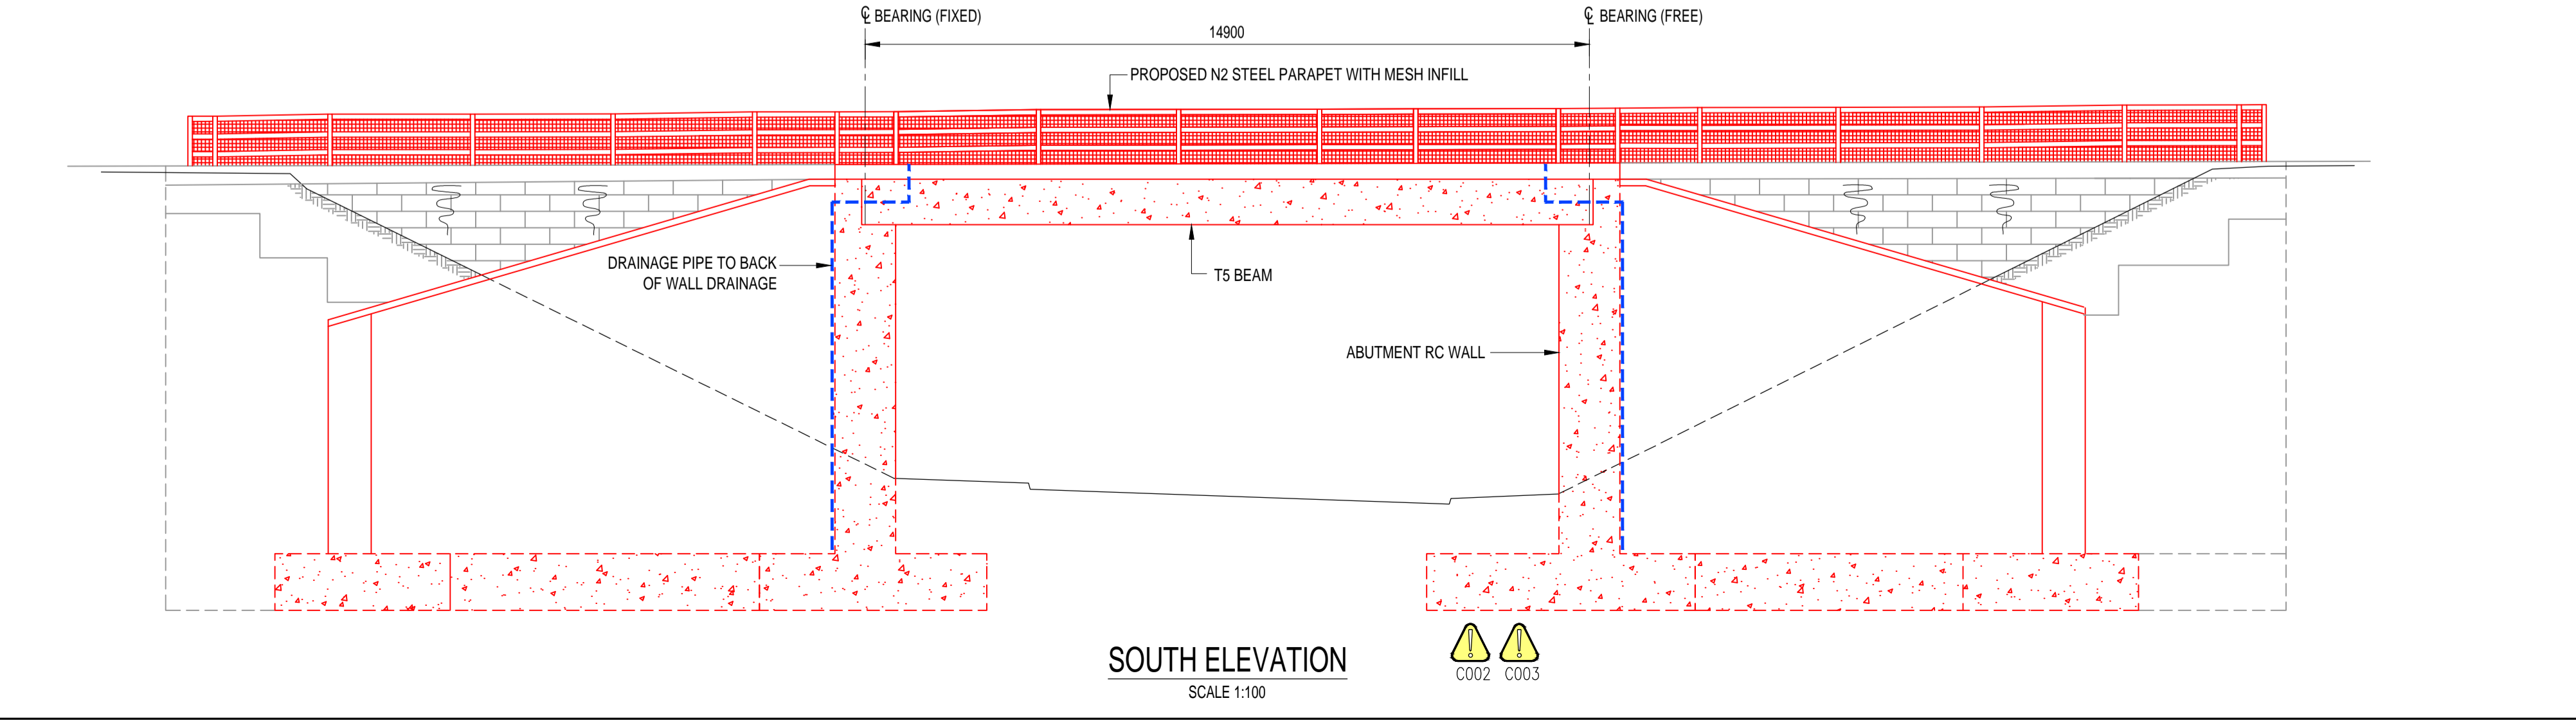 ℄ BEARING (FIXED)
℄ BEARING (FREE)
14900
PROPOSED N2 STEEL PARAPET WITH MESH INFILL
DRAINAGE PIPE TO BACK
OF WALL DRAINAGE
T5 BEAM
ABUTMENT RC WALL
SOUTH ELEVATION
SCALE 1:100
! !
C002 C003